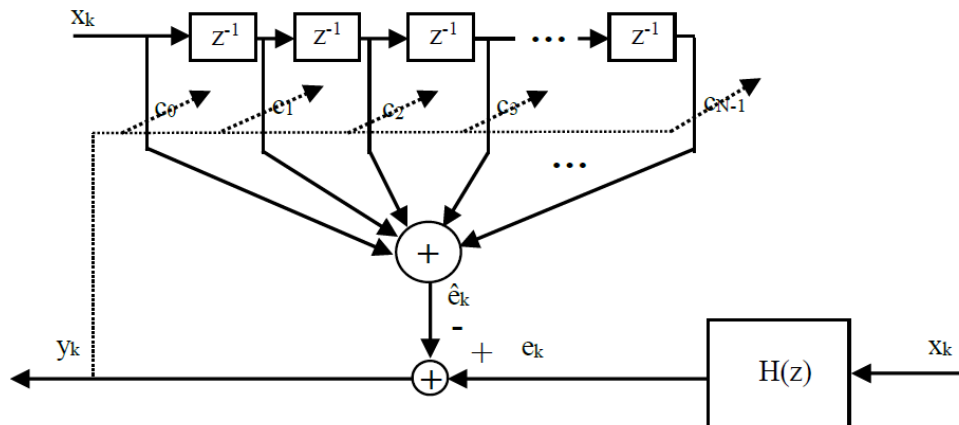 xₖ
z⁻¹ z⁻¹ z⁻¹ ... z⁻¹
c₀ c₁ c₂ c₃ cN-1
...
+
êₖ
-
yₖ + eₖ H(z) xₖ
+